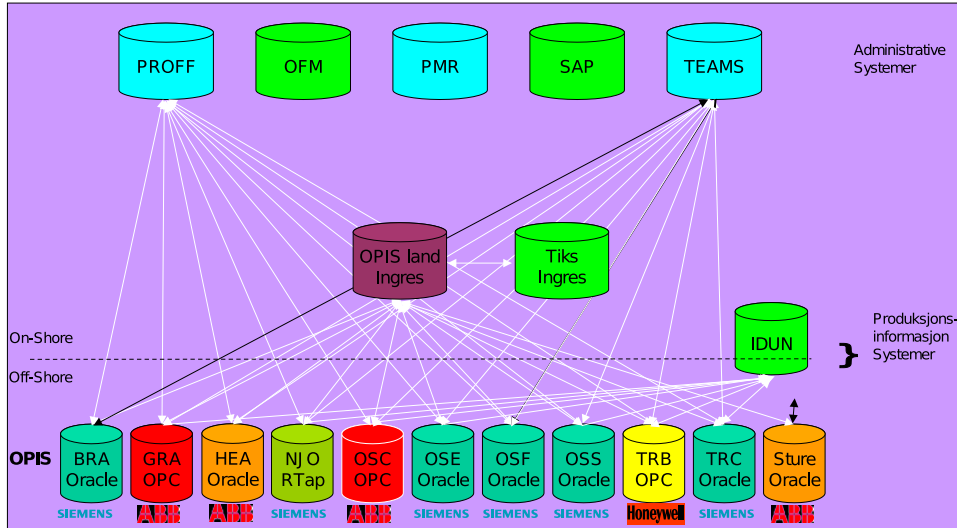 PROFF
OFM
PMR
SAP
TEAMS
Administrative
Systemer
OPIS land
Ingres
Tiks
Ingres
IDUN
Produksjons-
informasjon
Systemer
}
On-Shore
Off-Shore
OPIS
BRA
Oracle
GRA
OPC
HEA
Oracle
NJO
RTap
OSC
OPC
OSE
Oracle
OSF
Oracle
OSS
Oracle
TRB
OPC
TRC
Oracle
Sture
Oracle
SIEMENS
ABB
ABB
SIEMENS
ABB
SIEMENS
SIEMENS
SIEMENS
Honeywell
SIEMENS
ABB